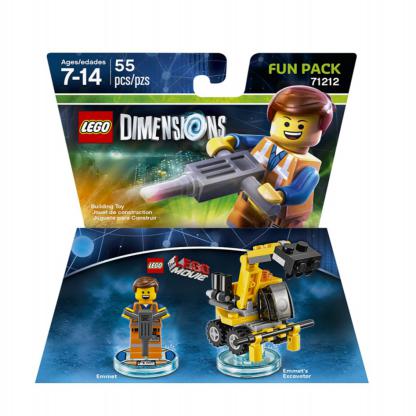 Ages/edades
7-14
55
pcs/pzs
FUN PACK
71212
LEGO
DIMENSIONS
Building Toy
Jouet de construction
Juguete para Construir
LEGO
THE LEGO
MOVIE
Emmet
Emmet's
Excavator